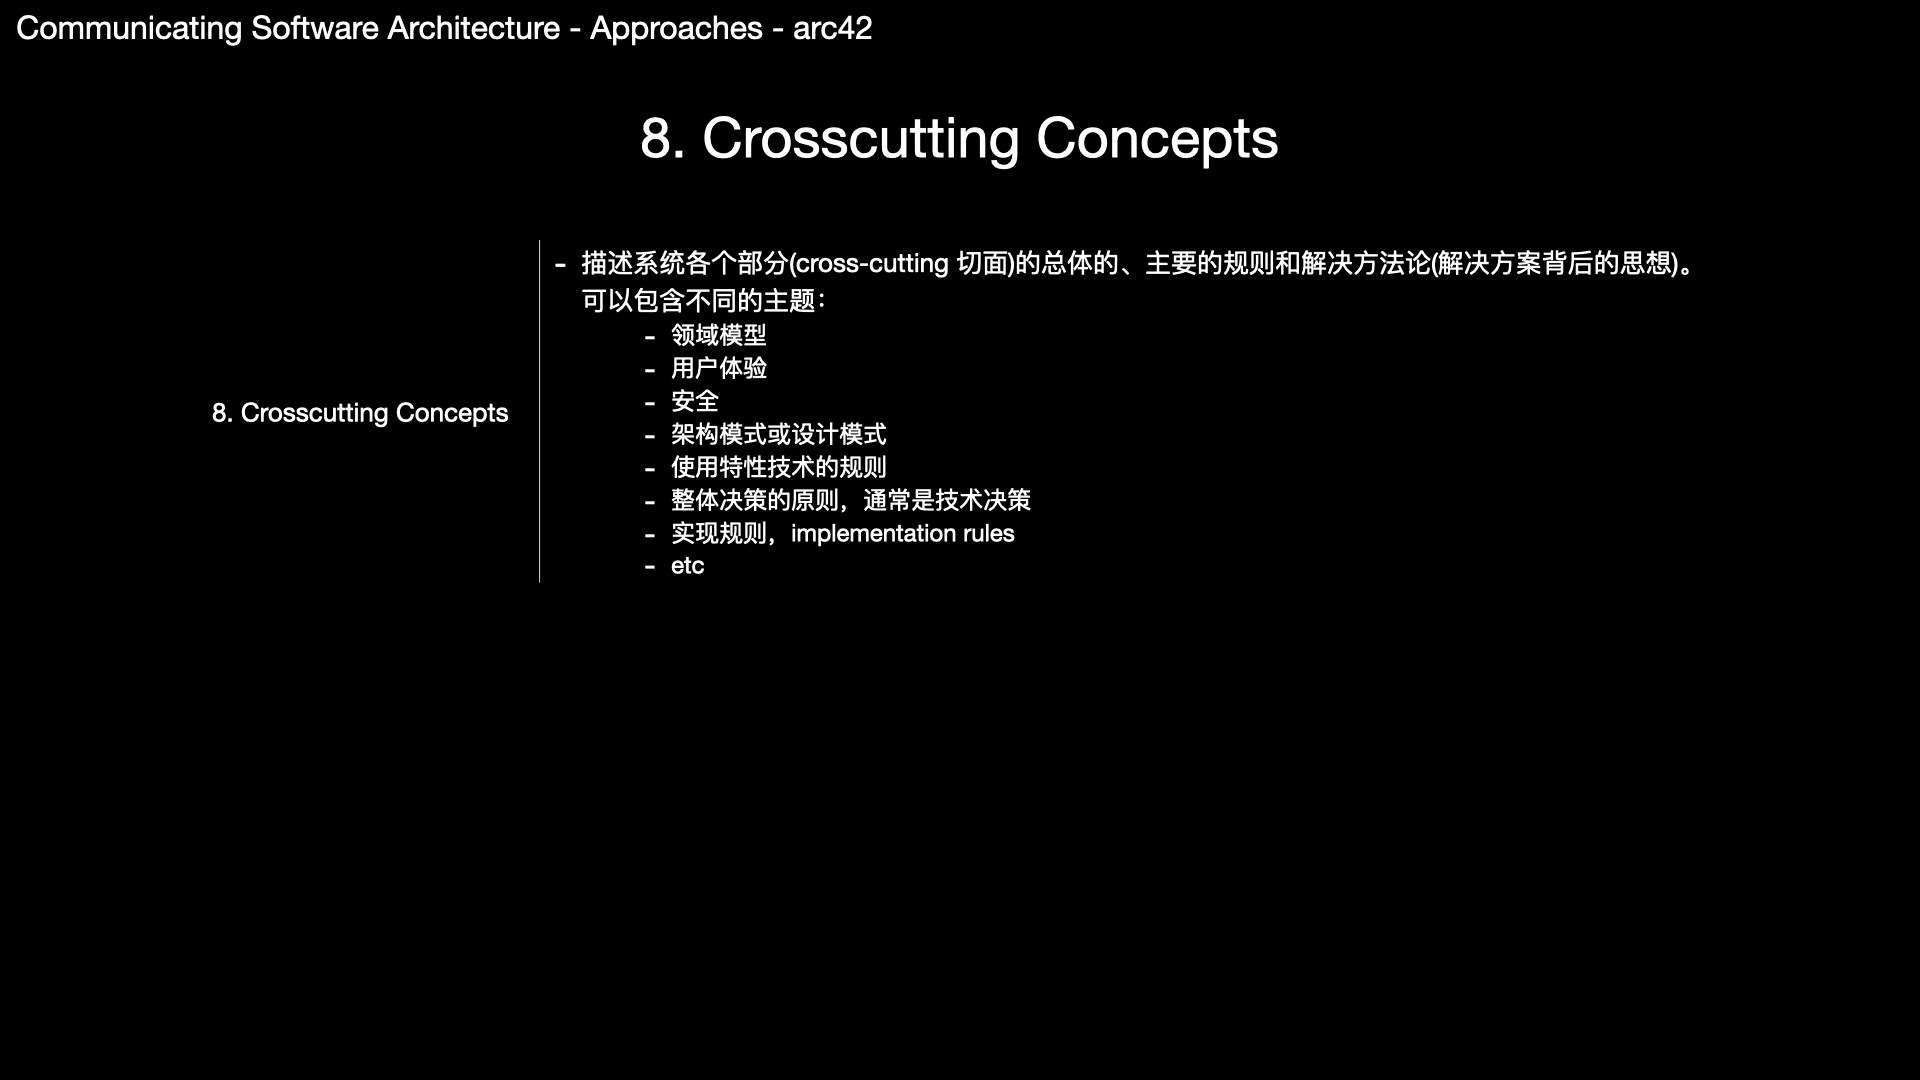 Communicating Software Architecture - Approaches - arc42
8. Crosscutting Concepts
8. Crosscutting Concepts
- 描述系统各个部分(cross-cutting 切面)的总体的、主要的规则和解决方法论(解决方案背后的思想)。
可以包含不同的主题：
- 领域模型
- 用户体验
- 安全
- 架构模式或设计模式
- 使用特性技术的规则
- 整体决策的原则，通常是技术决策
- 实现规则，implementation rules
- etc